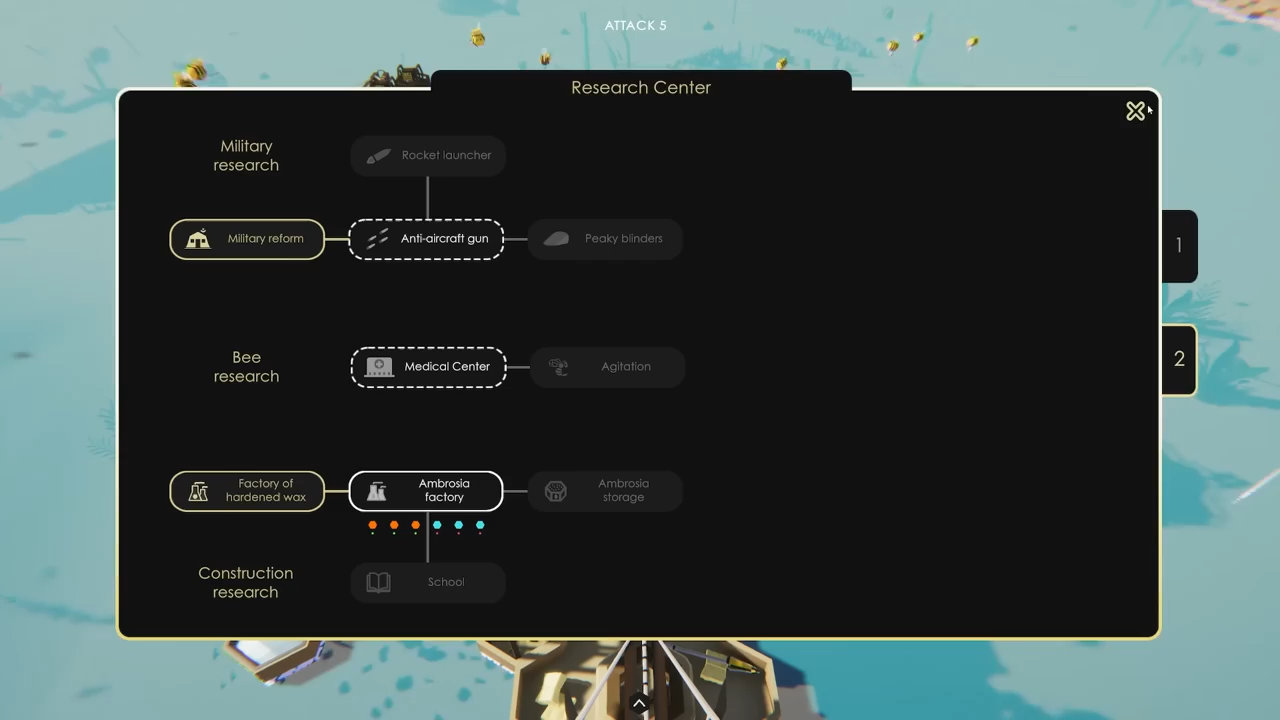 ATTACK 5
Research Center
Military
research
Rocket launcher
Military reform
Anti-aircraft gun
Peaky blinders
1
Bee
research
Medical Center
Agitation
2
Factory of
hardened wax
Ambrosia
factory
Ambrosia
storage
Construction
research
School